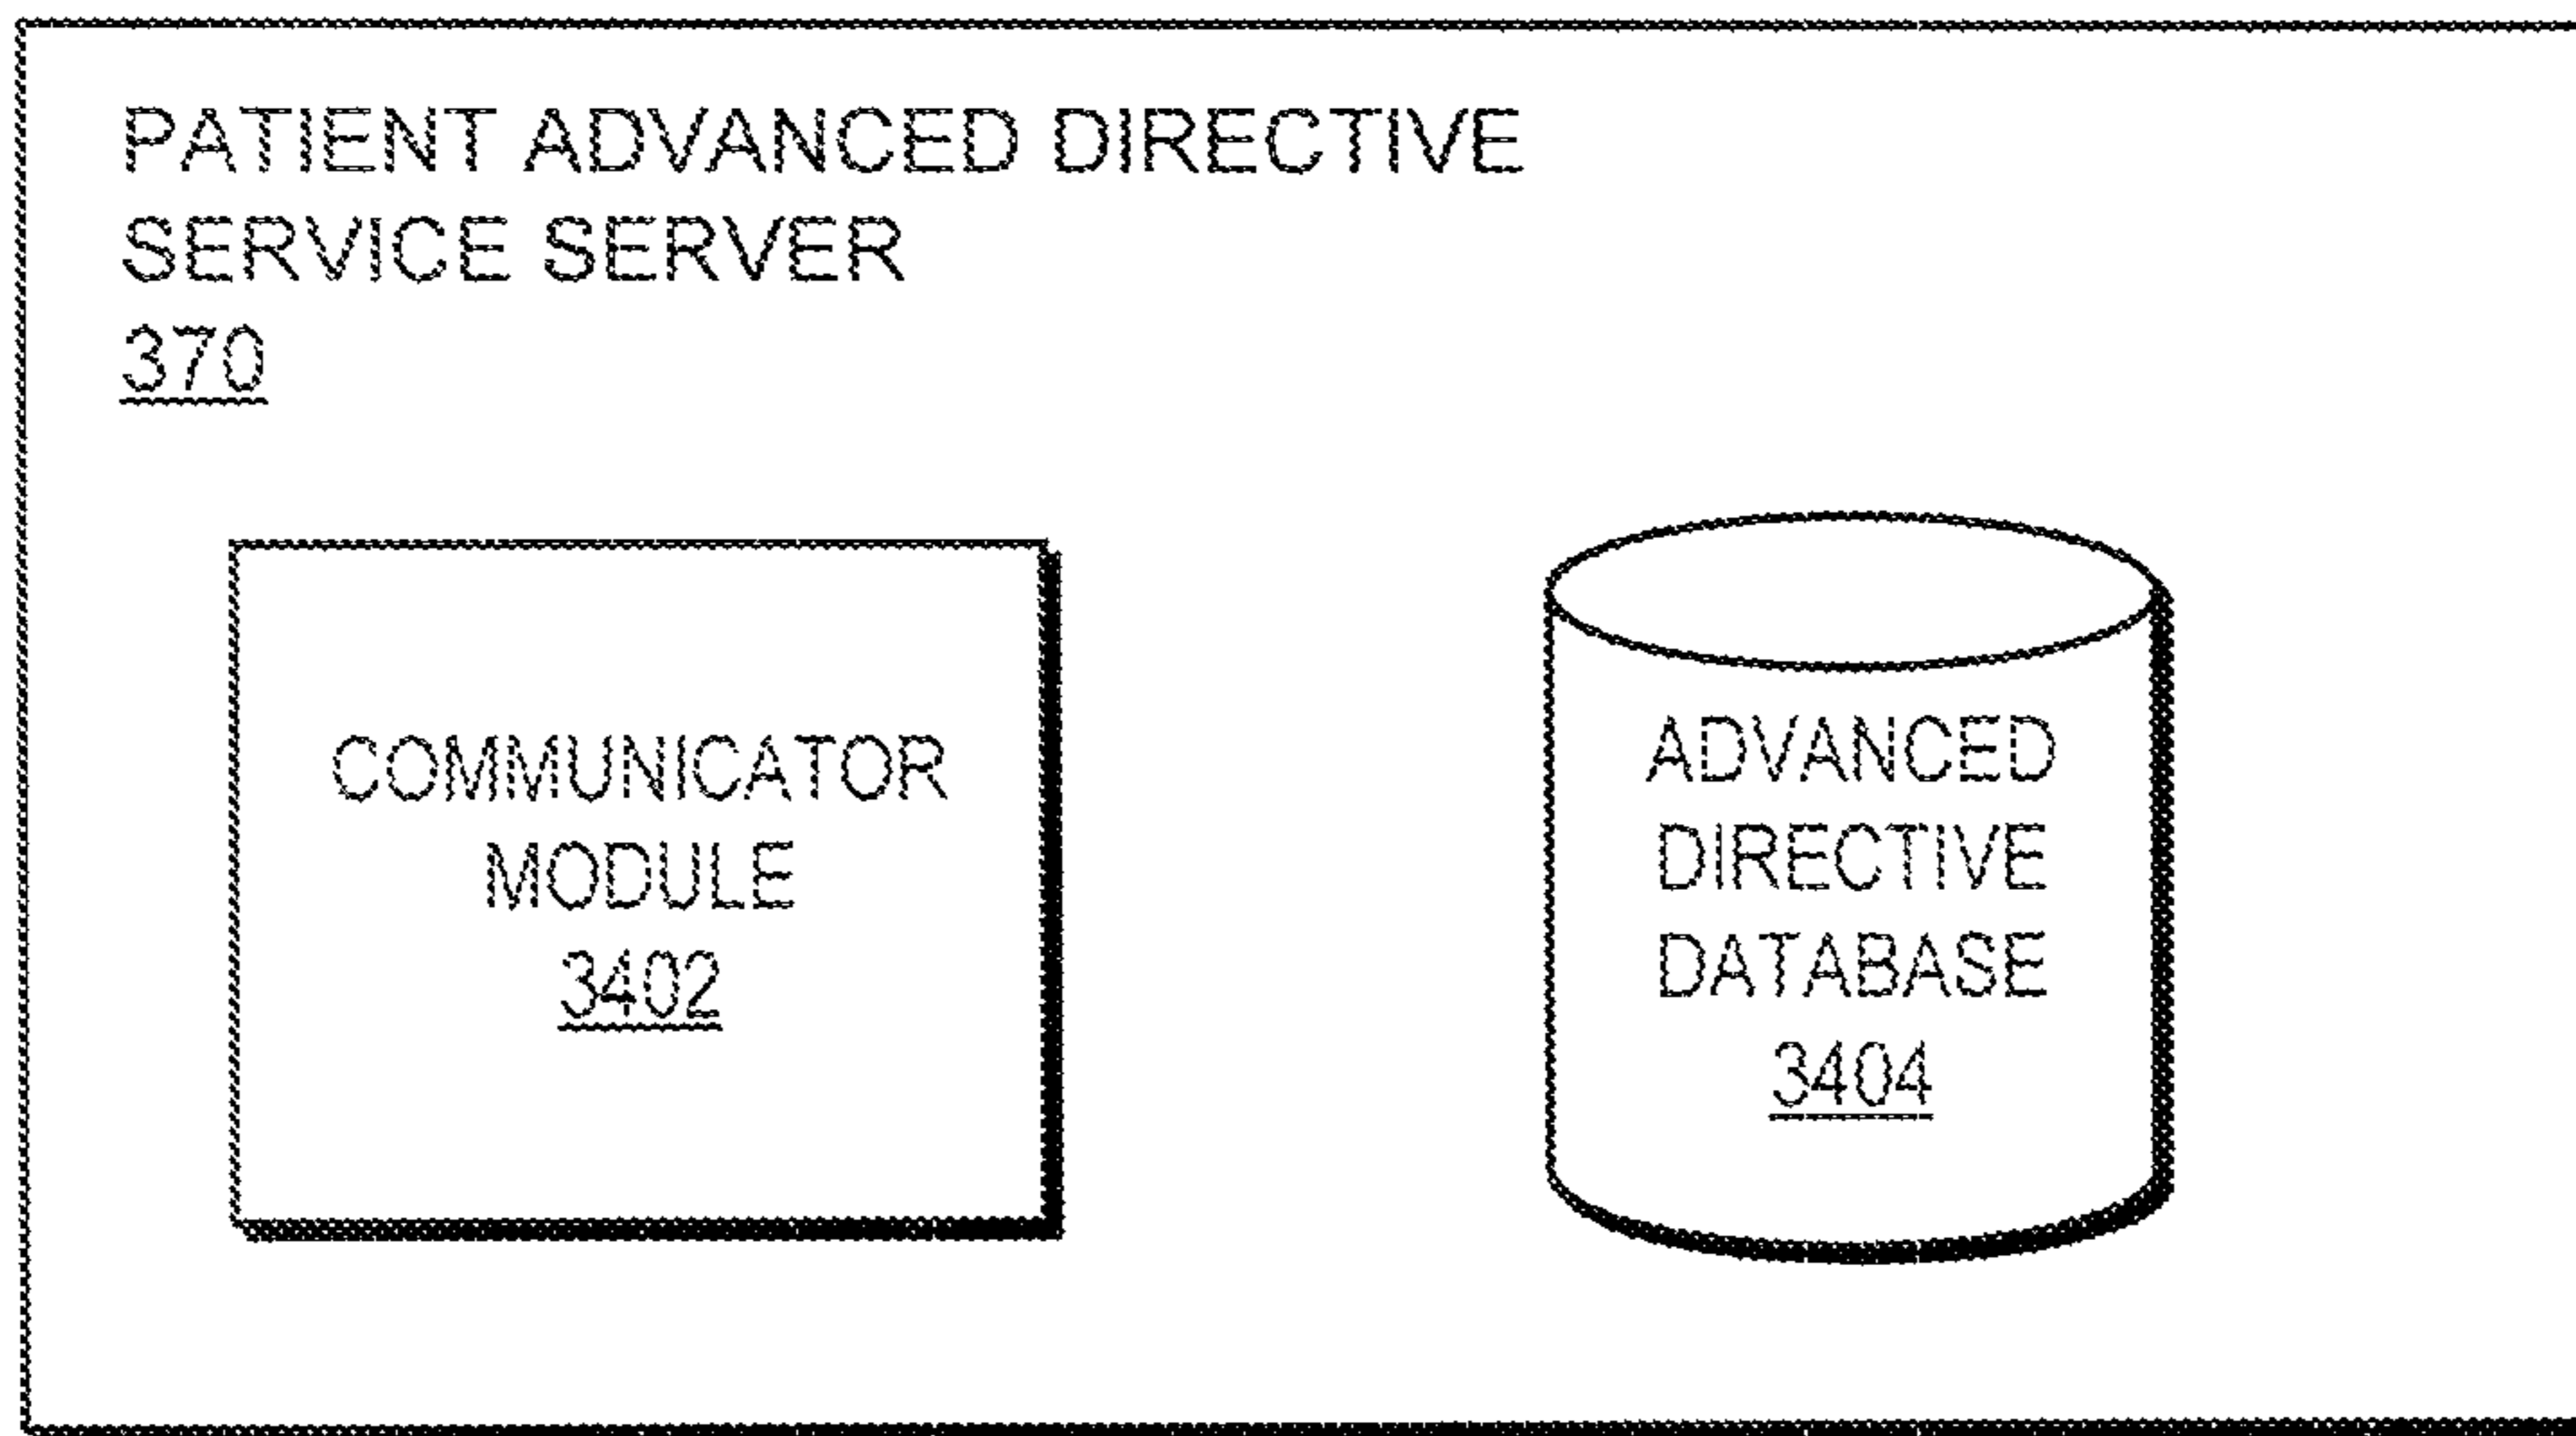 PATIENT ADVANCED DIRECTIVE
SERVICE SERVER
370
COMMUNICATOR
MODULE
3402
ADVANCED
DIRECTIVE
DATABASE
3404